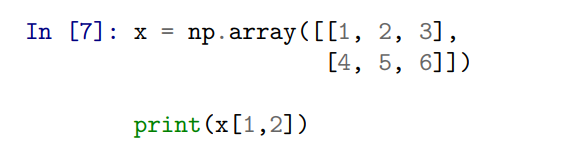 In [7]: x = np.array([[1, 2, 3],
[4, 5, 6]])
print(x[1,2])